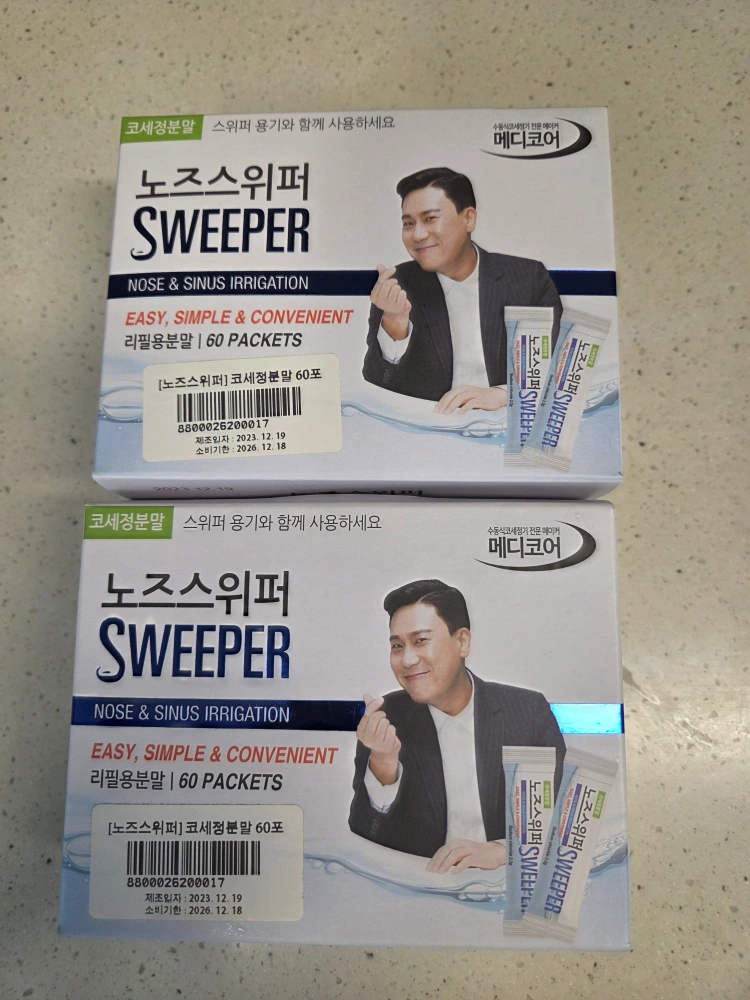 코세정분말 스위퍼 용기와 함께 사용하세요
수동식코세정기 전문 메이커
메디코어
노즈스위퍼
SWEEPER
NOSE & SINUS IRRIGATION
EASY, SIMPLE & CONVENIENT
리필용분말 | 60 PACKETS
[노즈스위퍼] 코세정분말 60포
8800026200017
제조일자 : 2023. 12. 19
소비기한 : 2026. 12. 18
노즈스위퍼
SWEEPER
노즈스위퍼
SWEEPER
2023.12.19
코세정분말 스위퍼 용기와 함께 사용하세요
수동식코세정기 전문 메이커
메디코어
노즈스위퍼
SWEEPER
NOSE & SINUS IRRIGATION
EASY, SIMPLE & CONVENIENT
리필용분말 | 60 PACKETS
[노즈스위퍼] 코세정분말 60포
8800026200017
제조일자 : 2023. 12. 19
소비기한 : 2026. 12. 18
노즈스위퍼
SWEEPER
노즈스위퍼
SWEEPER